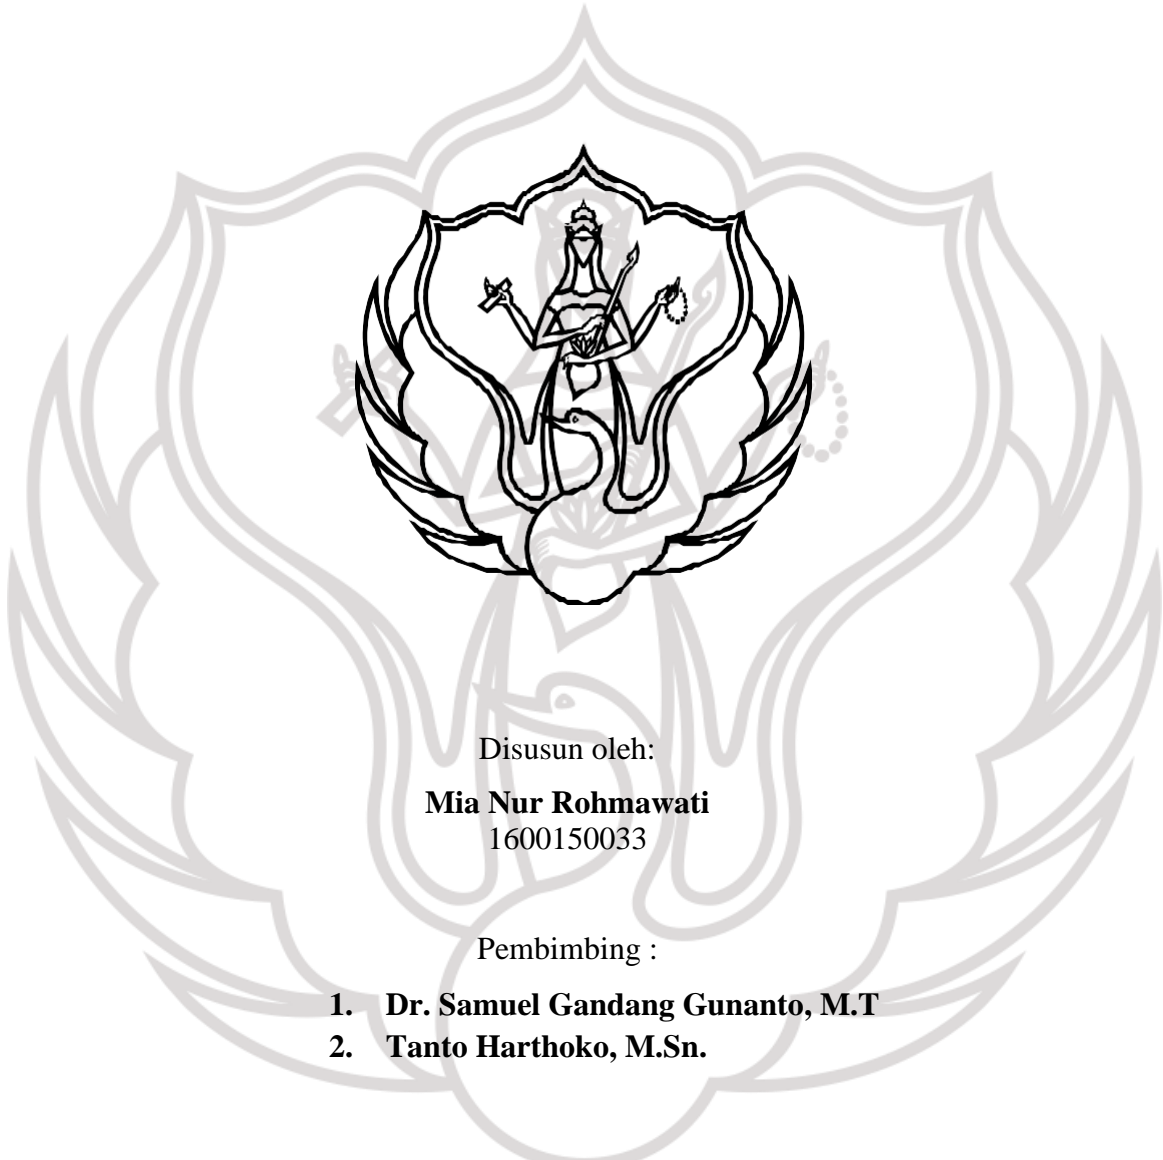 Disusun oleh:
Mia Nur Rohmawati
1600150033
Pembimbing :
1. Dr. Samuel Gandang Gunanto, M.T
2. Tanto Harthoko, M.Sn.